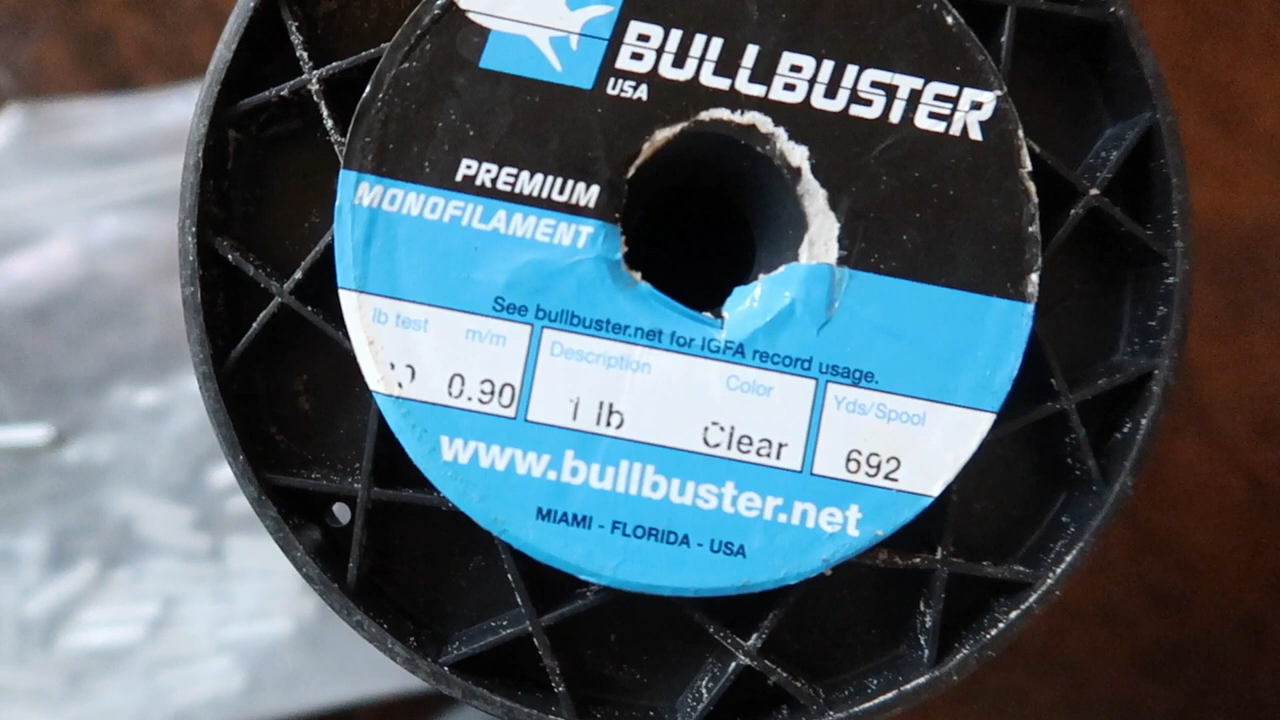 BULLBUSTER
USA
PREMIUM
MONOFILAMENT
See bullbuster.net for IGFA record usage.
lb test m/m Description Color Yds/Spool
0.90 1 lb Clear 692
www.bullbuster.net
MIAMI - FLORIDA - USA